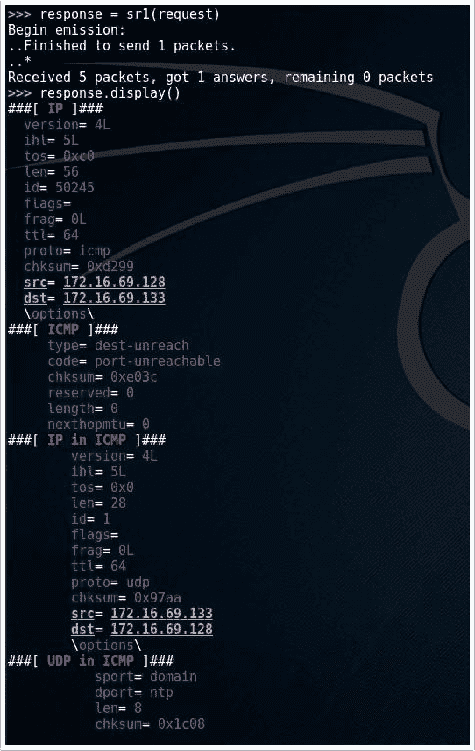 >>> response = sr1(request)
Begin emission:
..Finished to send 1 packets.
..*
Received 5 packets, got 1 answers, remaining 0 packets
>>> response.display()
###[ IP ]###
version= 4L
ihl= 5L
tos= 0xc0
len= 56
id= 50245
flags=
frag= 0L
ttl= 64
proto= icmp
chksum= 0xd299
src= 172.16.69.128
dst= 172.16.69.133
\options\
###[ ICMP ]###
type= dest-unreach
code= port-unreachable
chksum= 0xe03c
reserved= 0
length= 0
nexthopmtu= 0
###[ IP in ICMP ]###
version= 4L
ihl= 5L
tos= 0x0
len= 28
id= 1
flags=
frag= 0L
ttl= 64
proto= udp
chksum= 0x97aa
src= 172.16.69.133
dst= 172.16.69.128
\options\
###[ UDP in ICMP ]###
sport= domain
dport= ntp
len= 8
chksum= 0x1c08